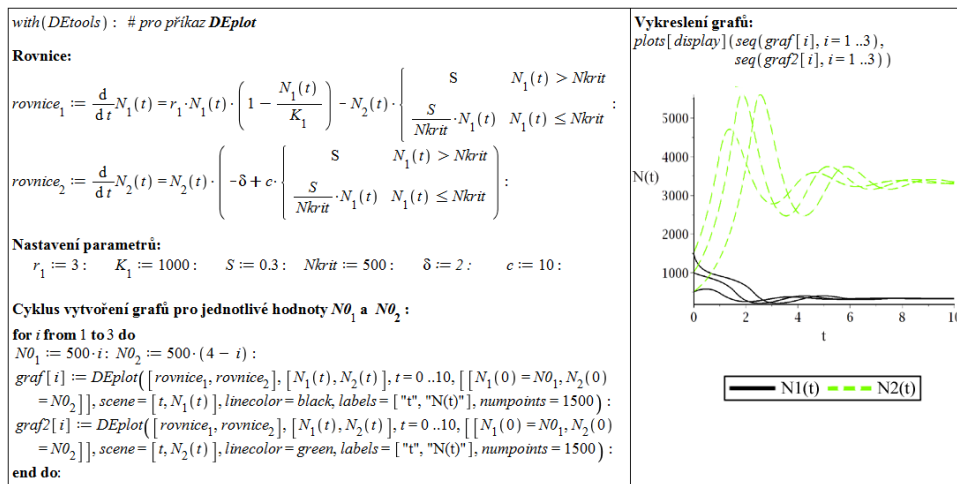 with(DEtools) : # pro příkaz DEplot
Rovnice:
rovnice₁ := d/dt N₁(t) = r₁·N₁(t)·(1 − N₁(t)/K₁) − N₂(t)·{ S N₁(t) > Nkrit
S/Nkrit·N₁(t) N₁(t) ≤ Nkrit :
rovnice₂ := d/dt N₂(t) = N₂(t)·( −δ + c·{ S N₁(t) > Nkrit
S/Nkrit·N₁(t) N₁(t) ≤ Nkrit ) :
Nastavení parametrů:
r₁ := 3 : K₁ := 1000 : S := 0.3 : Nkrit := 500 : δ := 2 : c := 10 :
Cyklus vytvoření grafů pro jednotlivé hodnoty N0₁ a N0₂ :
for i from 1 to 3 do
N0₁ := 500·i : N0₂ := 500·(4 − i) :
graf[i] := DEplot([rovnice₁, rovnice₂], [N₁(t), N₂(t)], t = 0 ..10, [[N₁(0) = N0₁, N₂(0)
= N0₂]], scene = [t, N₁(t)], linecolor = black, labels = ["t", "N(t)"], numpoints = 1500) :
graf2[i] := DEplot([rovnice₁, rovnice₂], [N₁(t), N₂(t)], t = 0 ..10, [[N₁(0) = N0₁, N₂(0)
= N0₂]], scene = [t, N₂(t)], linecolor = green, labels = ["t", "N(t)"], numpoints = 1500) :
end do:
Vykreslení grafů:
plots[display](seq(graf[i], i = 1 ..3),
seq(graf2[i], i = 1 ..3))
5000
4000
N(t)
3000
2000
1000
0 2 4 6 8 10
t
N1(t) N2(t)